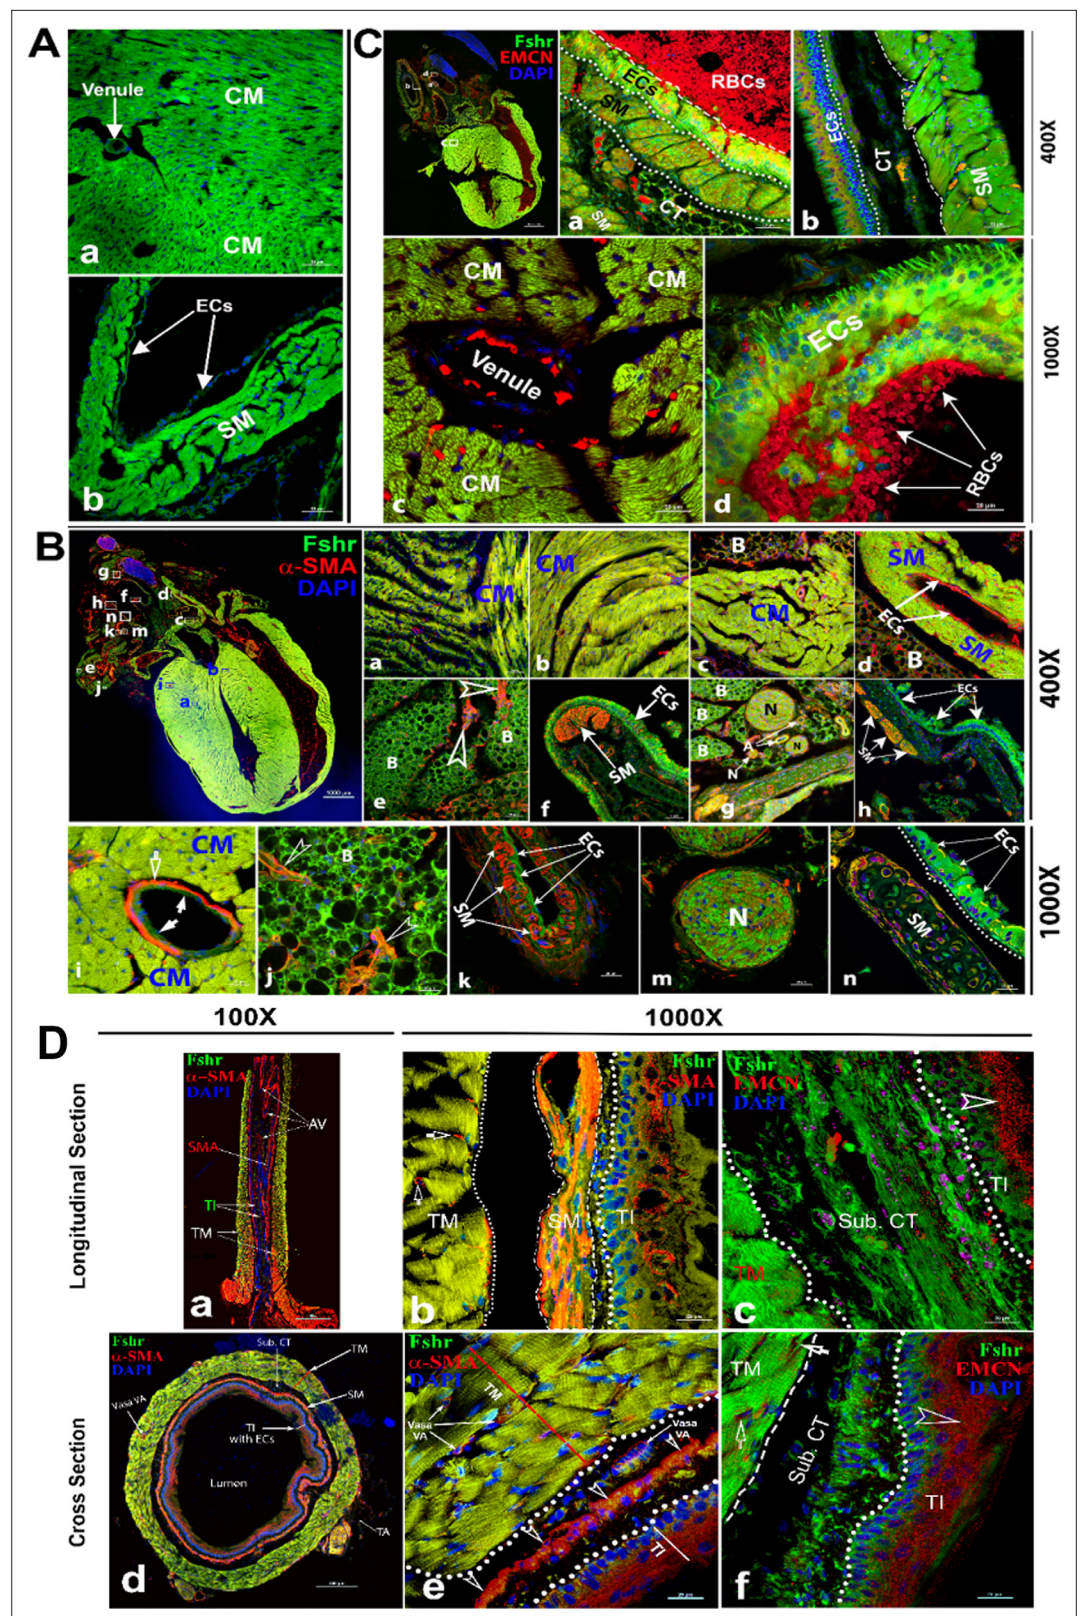 A
Venule
CM
CM
a
ECs
SM
b
C
Fshr
EMCN
DAPI
b
d
a
c
ECs
RBCs
SM
CT
SM
a
ECs
CT
SM
b
400X
CM
CM
Venule
CM
c
ECs
RBCs
d
1000X
B
Fshr
α-SMA
DAPI
g
h
f
d
n
c
k
m
e
j
b
i
a
1000 µm
CM
a
CM
b
B
CM
c
SM
ECs
SM
B
d
400X
B
B
e
ECs
SM
f
B
B
B
N
A
N
N
g
ECs
SM
h
CM
CM
i
B
j
ECs
SM
k
N
m
ECs
SM
n
1000X
D
100X
1000X
Longitudinal Section
Fshr
α-SMA
DAPI
AV
SMA
TI
TM
a
Fshr
α-SMA
DAPI
TM
SM
TI
b
Fshr
EMCN
DAPI
TI
Sub. CT
TM
c
Cross Section
Fshr
α-SMA
DAPI
Sub. CT
TM
SM
Vasa VA
TI
with ECs
Lumen
TA
d
Fshr
α-SMA
DAPI
TM
Vasa
VA
Vasa
VA
TI
e
Fshr
EMCN
DAPI
TM
Sub. CT
TI
f